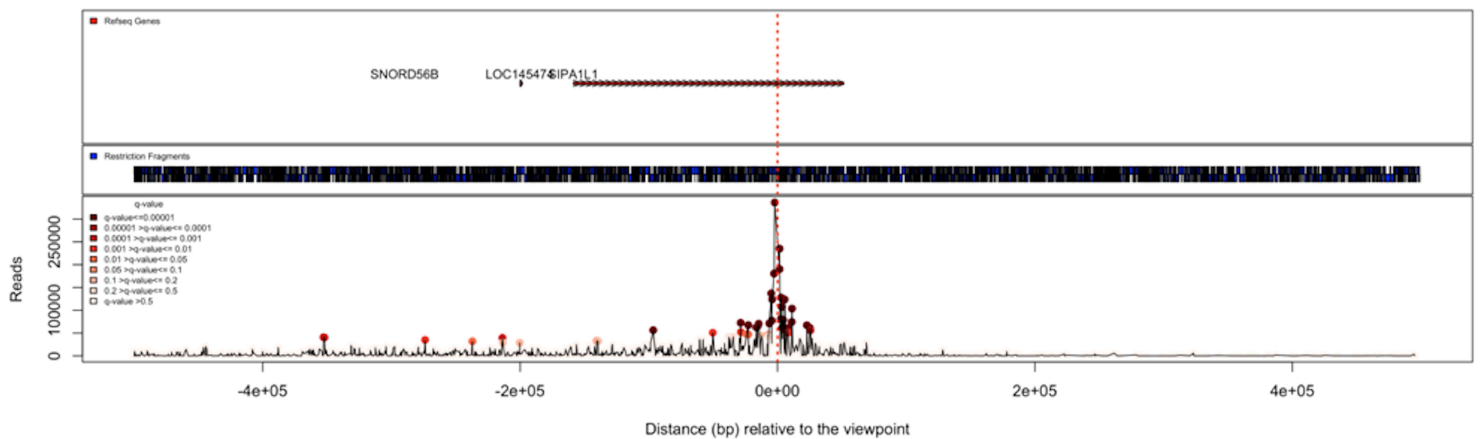 Refseq Genes
SNORD56B LOC145474 SIPA1L1
Restriction Fragments
q-value
q-value<=0.00001
0.00001 >q-value<= 0.0001
0.0001 >q-value<= 0.001
0.001 >q-value<= 0.01
0.01 >q-value<= 0.05
0.05 >q-value<= 0.1
0.1 >q-value<= 0.2
0.2 >q-value<= 0.5
q-value >0.5
Reads
250000
100000
0
-4e+05 -2e+05 0e+00 2e+05 4e+05
Distance (bp) relative to the viewpoint